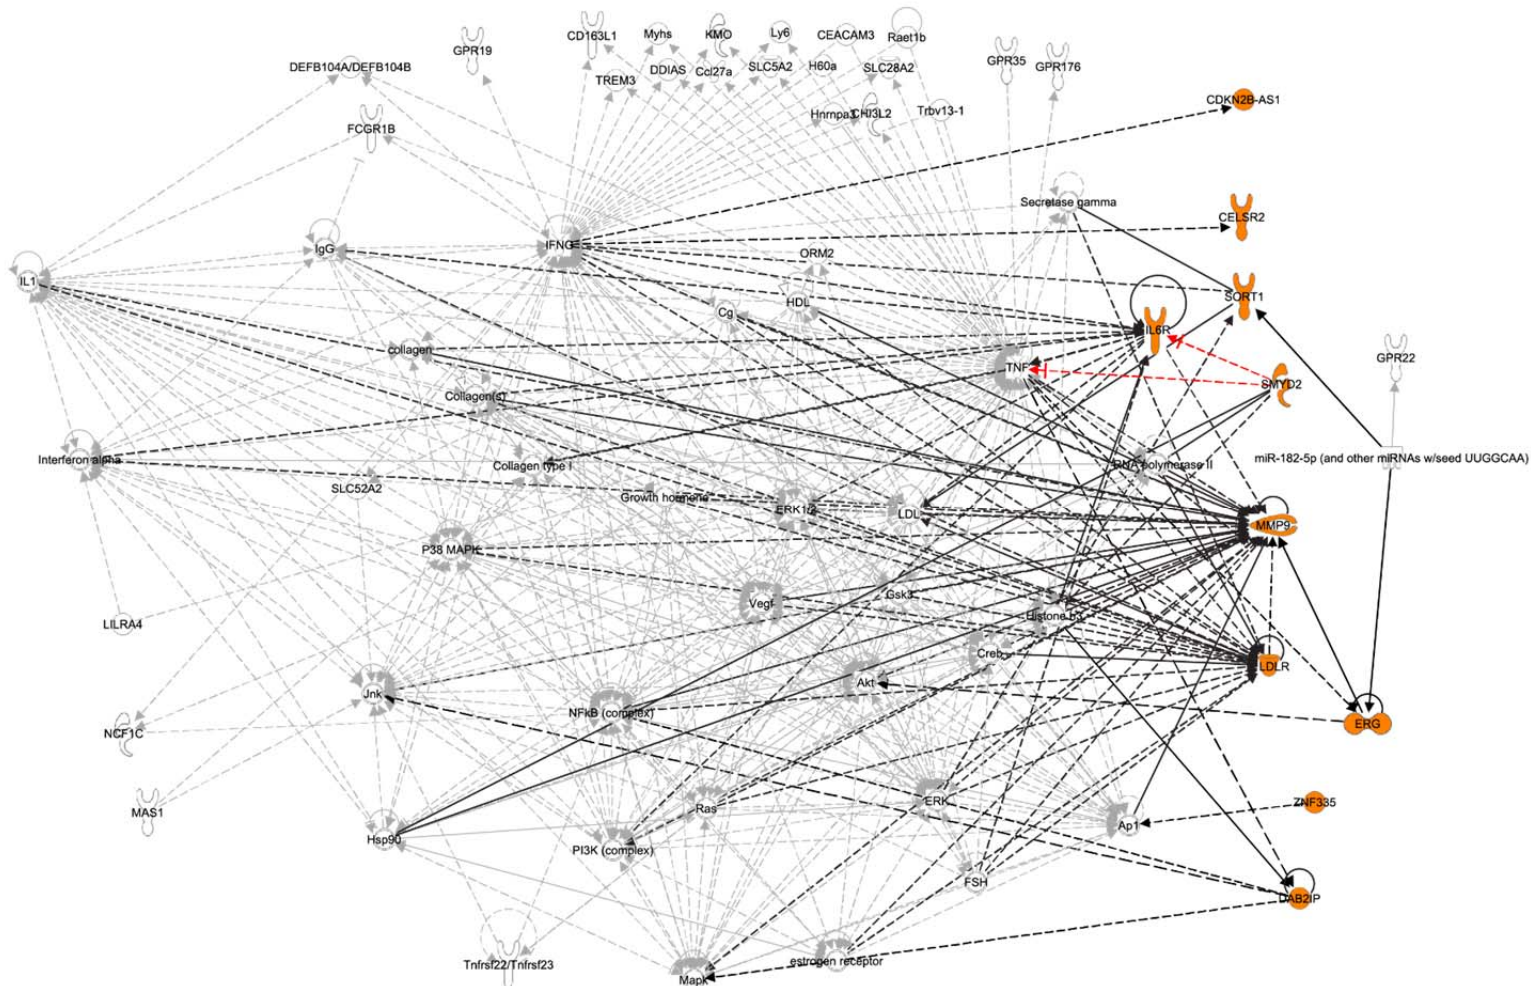 CD163L1
Myhs
KMO
Ly6
CEACAM3
Raet1b
GPR19
DEFB104A/DEFB104B
TREM3
DDIAS
Ccl27a
SLC5A2
H60a
SLC28A2
GPR35
GPR176
CDKN2B-AS1
FCGR1B
Hnrnpa3
CHI3L2
Trbv13-1
Secretase gamma
CELSR2
IgG
IFNG
ORM2
IL1
Cg
HDL
SORT1
IL6R
collagen
TNF
GPR22
SMYD2
Collagen(s)
Interferon alpha
Collagen type I
RNA polymerase II
miR-182-5p (and other miRNAs w/seed UUGGCAA)
SLC52A2
Growth hormone
ERK1/2
LDL
MMP9
P38 MAPK
Vegf
Gsk3
Histone h3
LILRA4
Creb
LDLR
Jnk
Akt
NFkB (complex)
ERG
NCF1C
MAS1
Ras
ERK
ZNF335
Ap1
Hsp90
PI3K (complex)
FSH
DAB2IP
Tnfrsf22/Tnfrsf23
estrogen receptor
Mapk